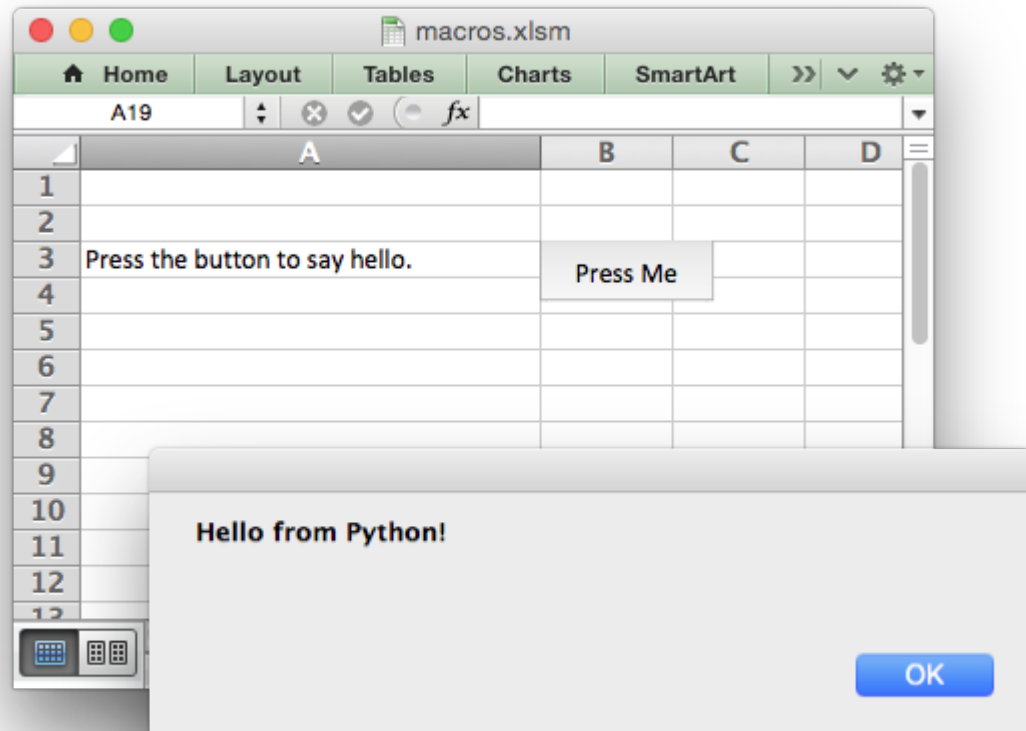 macros.xlsm
Home Layout Tables Charts SmartArt
A19 fx
A B C D
1
2
3 Press the button to say hello. Press Me
4
5
6
7
8
9
10
11
12
13
Hello from Python!
OK